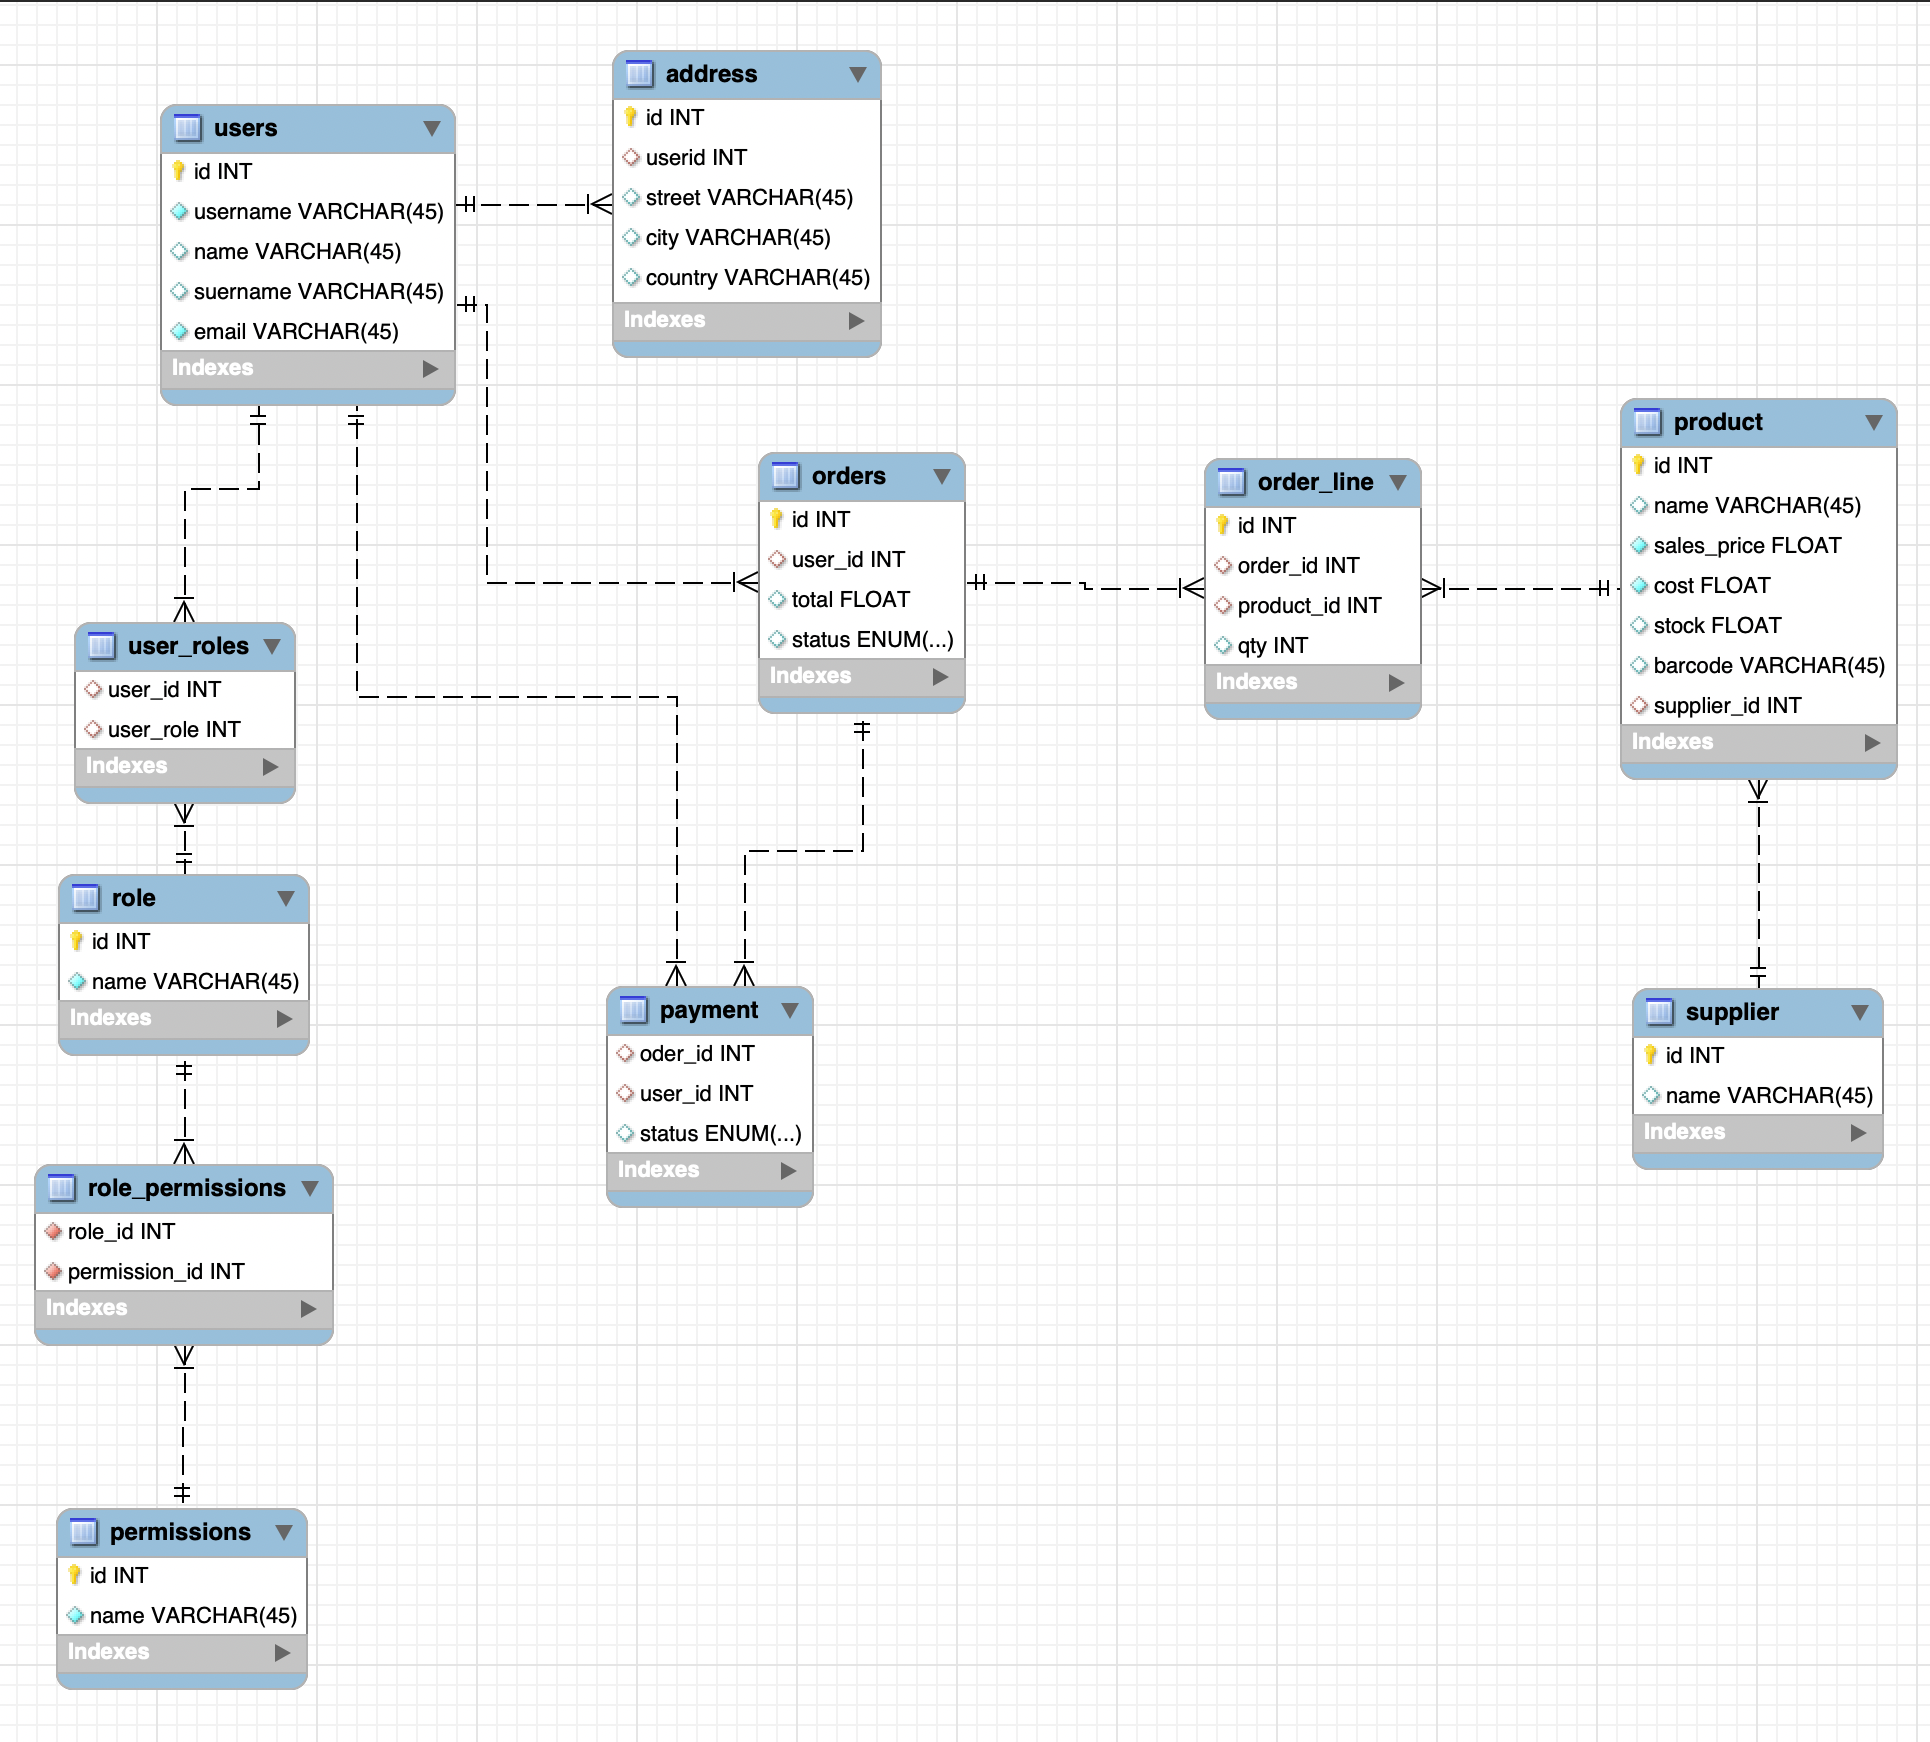 address
id INT
userid INT
street VARCHAR(45)
city VARCHAR(45)
country VARCHAR(45)
Indexes
users
id INT
username VARCHAR(45)
name VARCHAR(45)
suername VARCHAR(45)
email VARCHAR(45)
Indexes
product
id INT
name VARCHAR(45)
sales_price FLOAT
cost FLOAT
stock FLOAT
barcode VARCHAR(45)
supplier_id INT
Indexes
orders
id INT
user_id INT
total FLOAT
status ENUM(...)
Indexes
order_line
id INT
order_id INT
product_id INT
qty INT
Indexes
user_roles
user_id INT
user_role INT
Indexes
role
id INT
name VARCHAR(45)
Indexes
payment
oder_id INT
user_id INT
status ENUM(...)
Indexes
supplier
id INT
name VARCHAR(45)
Indexes
role_permissions
role_id INT
permission_id INT
Indexes
permissions
id INT
name VARCHAR(45)
Indexes